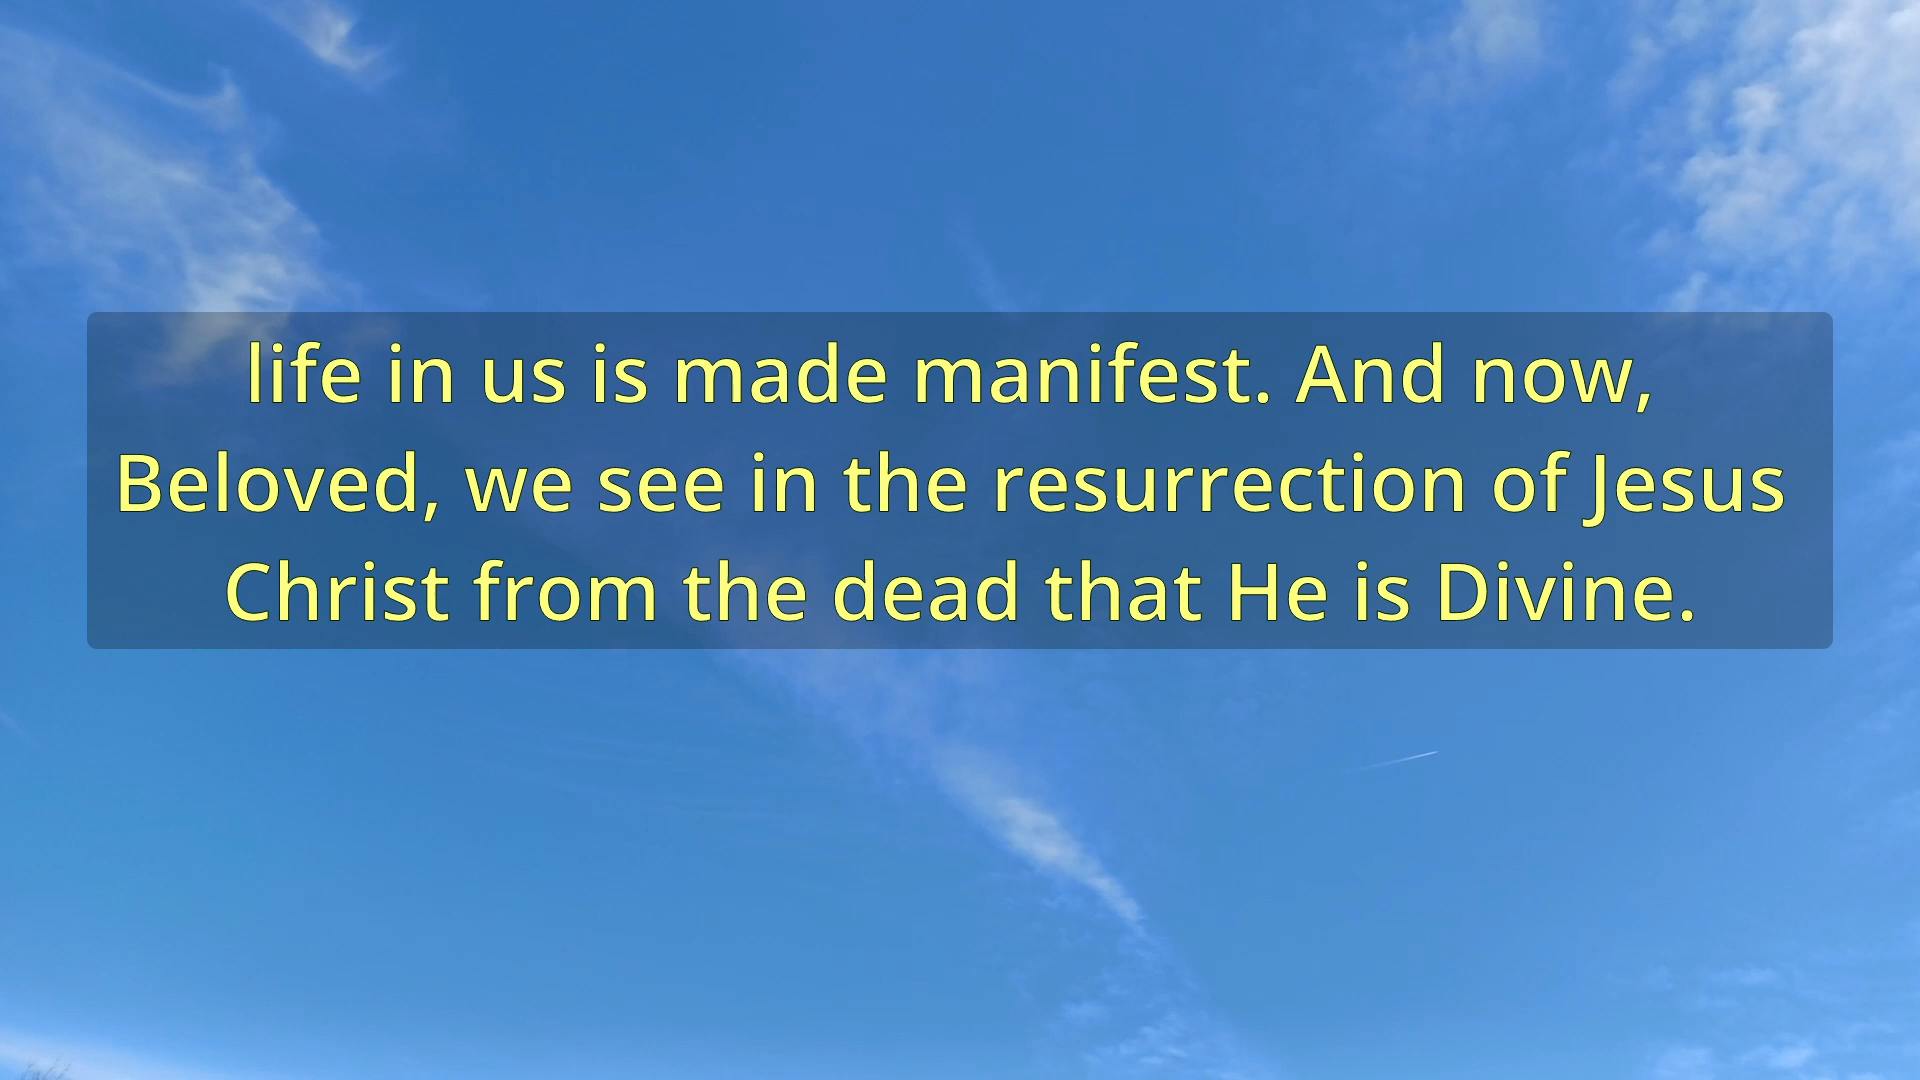 life in us is made manifest. And now,
Beloved, we see in the resurrection of Jesus
Christ from the dead that He is Divine.